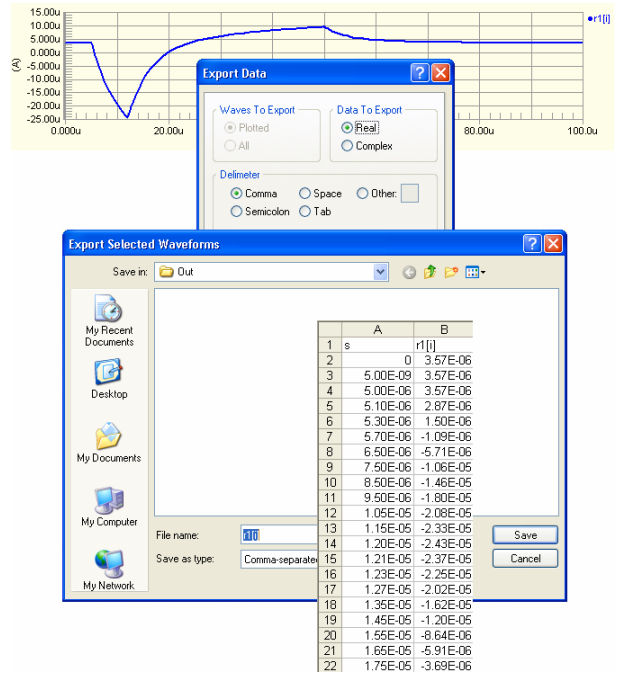 15.00u
10.00u
5.000u
0.000u
-5.000u
-10.00u
-15.00u
-20.00u
-25.00u
(A)
r1[i]
0.000u 20.00u 80.00u 100.0u
Export Data
Waves To Export Data To Export
Plotted Real
All Complex
Delimeter
Comma Space Other:
Semicolon Tab
Export Selected Waveforms
Save in: Out
My Recent
Documents
Desktop
My Documents
My Computer
My Network
File name: r1[i]
Save as type: Comma-separated
Save
Cancel
A B
1 s r1[i]
2 0 3.57E-06
3 5.00E-09 3.57E-06
4 5.00E-06 3.57E-06
5 5.10E-06 2.87E-06
6 5.30E-06 1.50E-06
7 5.70E-06 -1.09E-06
8 6.50E-06 -5.71E-06
9 7.50E-06 -1.06E-05
10 8.50E-06 -1.46E-05
11 9.50E-06 -1.80E-05
12 1.05E-05 -2.08E-05
13 1.15E-05 -2.33E-05
14 1.20E-05 -2.43E-05
15 1.21E-05 -2.37E-05
16 1.23E-05 -2.25E-05
17 1.27E-05 -2.02E-05
18 1.35E-05 -1.62E-05
19 1.45E-05 -1.20E-05
20 1.55E-05 -8.64E-06
21 1.65E-05 -5.91E-06
22 1.75E-05 -3.69E-06